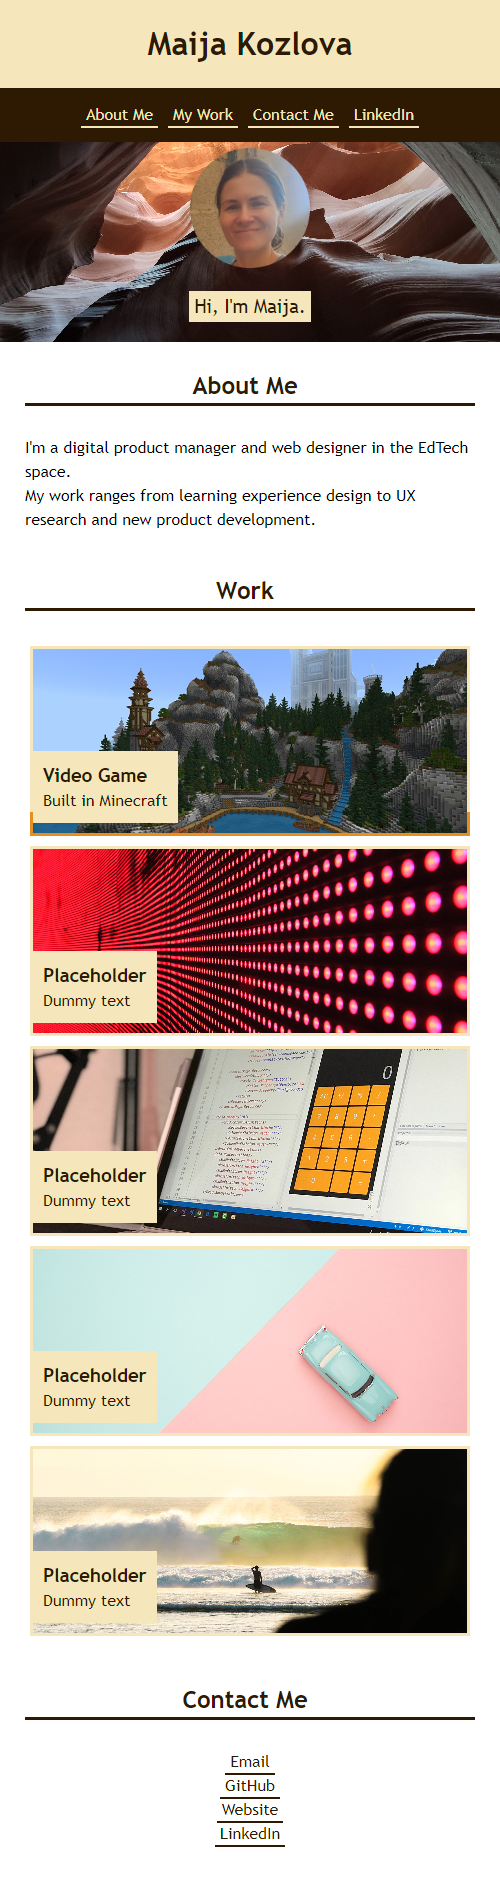 Maija Kozlova
About Me My Work Contact Me LinkedIn
Hi, I'm Maija.
About Me
I'm a digital product manager and web designer in the EdTech
space.
My work ranges from learning experience design to UX
research and new product development.
Work
Video Game
Built in Minecraft
Placeholder
Dummy text
0
Placeholder
Dummy text
Placeholder
Dummy text
Placeholder
Dummy text
Contact Me
Email
GitHub
Website
LinkedIn